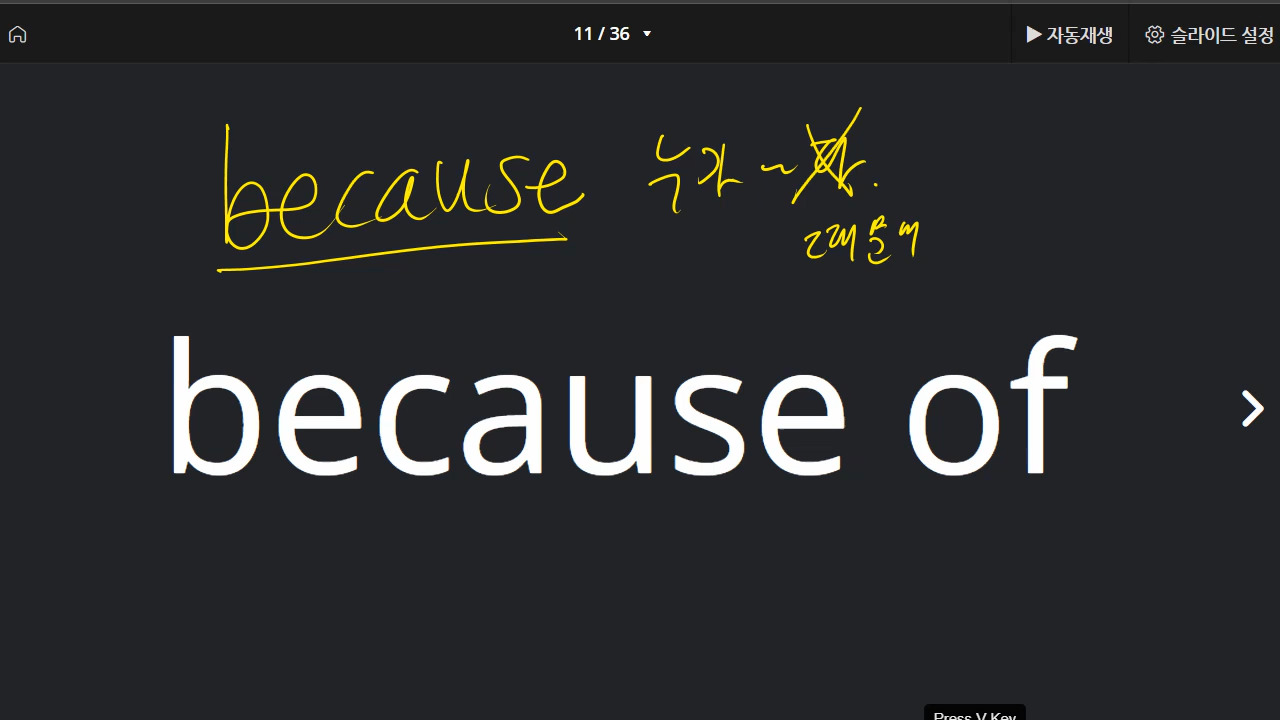 11 / 36
▶ 자동재생
슬라이드 설정
because 누가 ~
때문에
because of
Press V Key